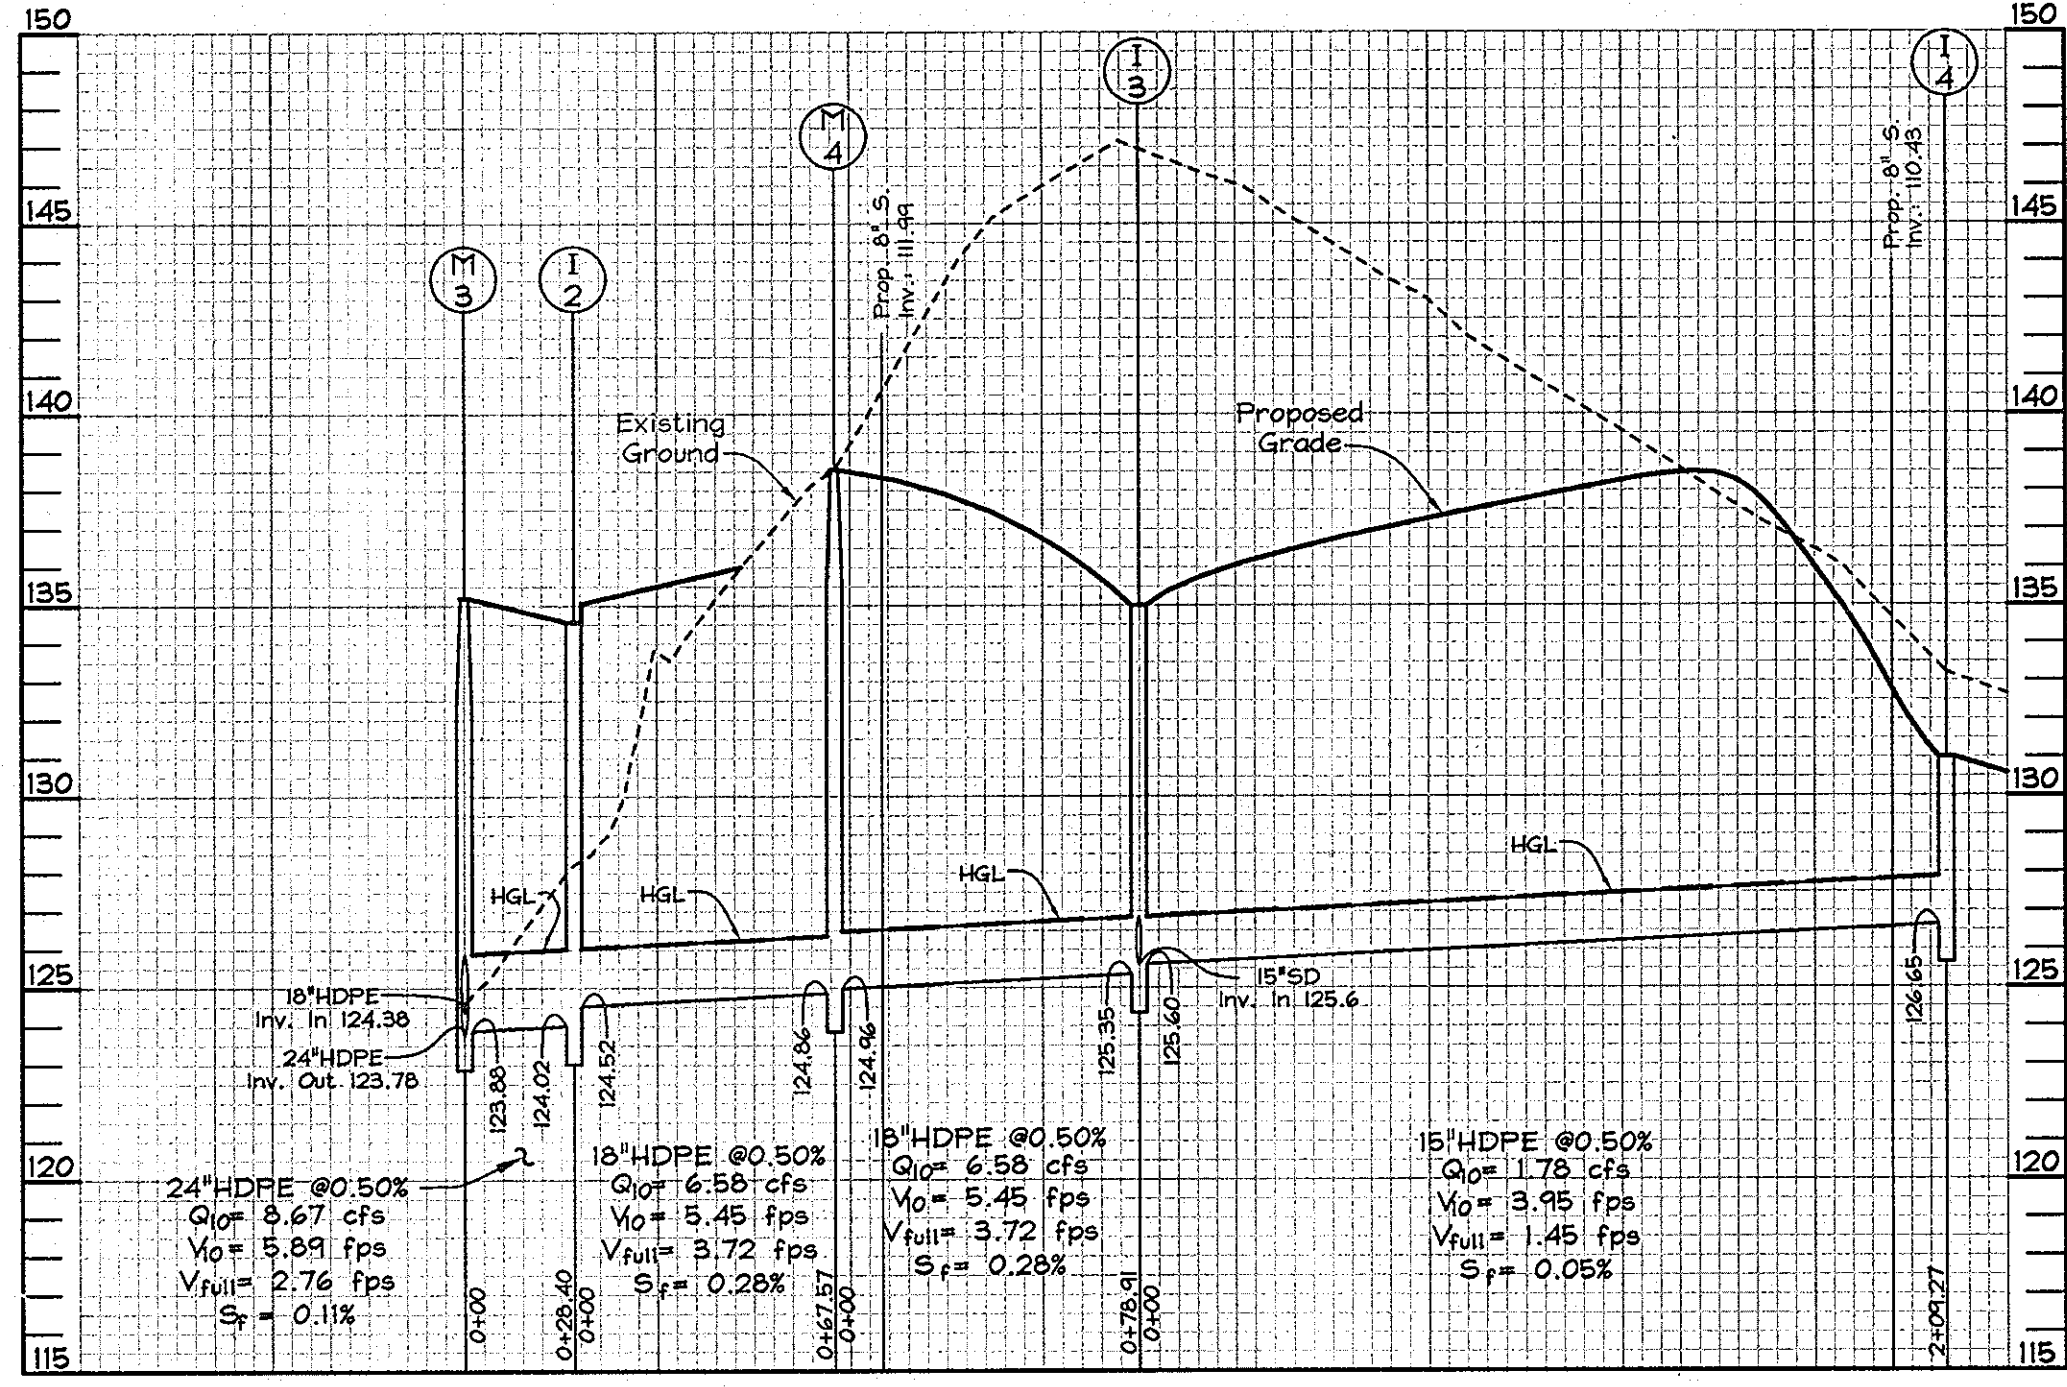 150
150
I
3
I
4
M
4
Prop. 8" S.
Inv.: 110.43
145
145
Prop. 8" S.
Inv.: 111.99
M
3
I
2
140
140
Existing
Ground
Proposed
Grade
135
135
130
130
HGL
HGL
HGL
HGL
125
125
18"HDPE
Inv. In 124.38
24"HDPE
Inv. Out 123.78
15"SD
Inv. In 125.6
123.88
124.02
124.52
124.86
124.96
125.35
125.60
126.65
120
120
24"HDPE @0.50%
Q10= 8.67 cfs
V10= 5.89 fps
Vfull= 2.76 fps
Sf= 0.11%
18"HDPE @0.50%
Q10= 6.58 cfs
V10= 5.45 fps
Vfull= 3.72 fps
Sf= 0.28%
18"HDPE @0.50%
Q10= 6.58 cfs
V10= 5.45 fps
Vfull= 3.72 fps
Sf= 0.28%
15"HDPE @0.50%
Q10= 1.78 cfs
V10= 3.95 fps
Vfull= 1.45 fps
Sf= 0.05%
0+00
0+28.40
0+00
0+67.57
0+00
0+78.91
0+00
2+09.27
115
115